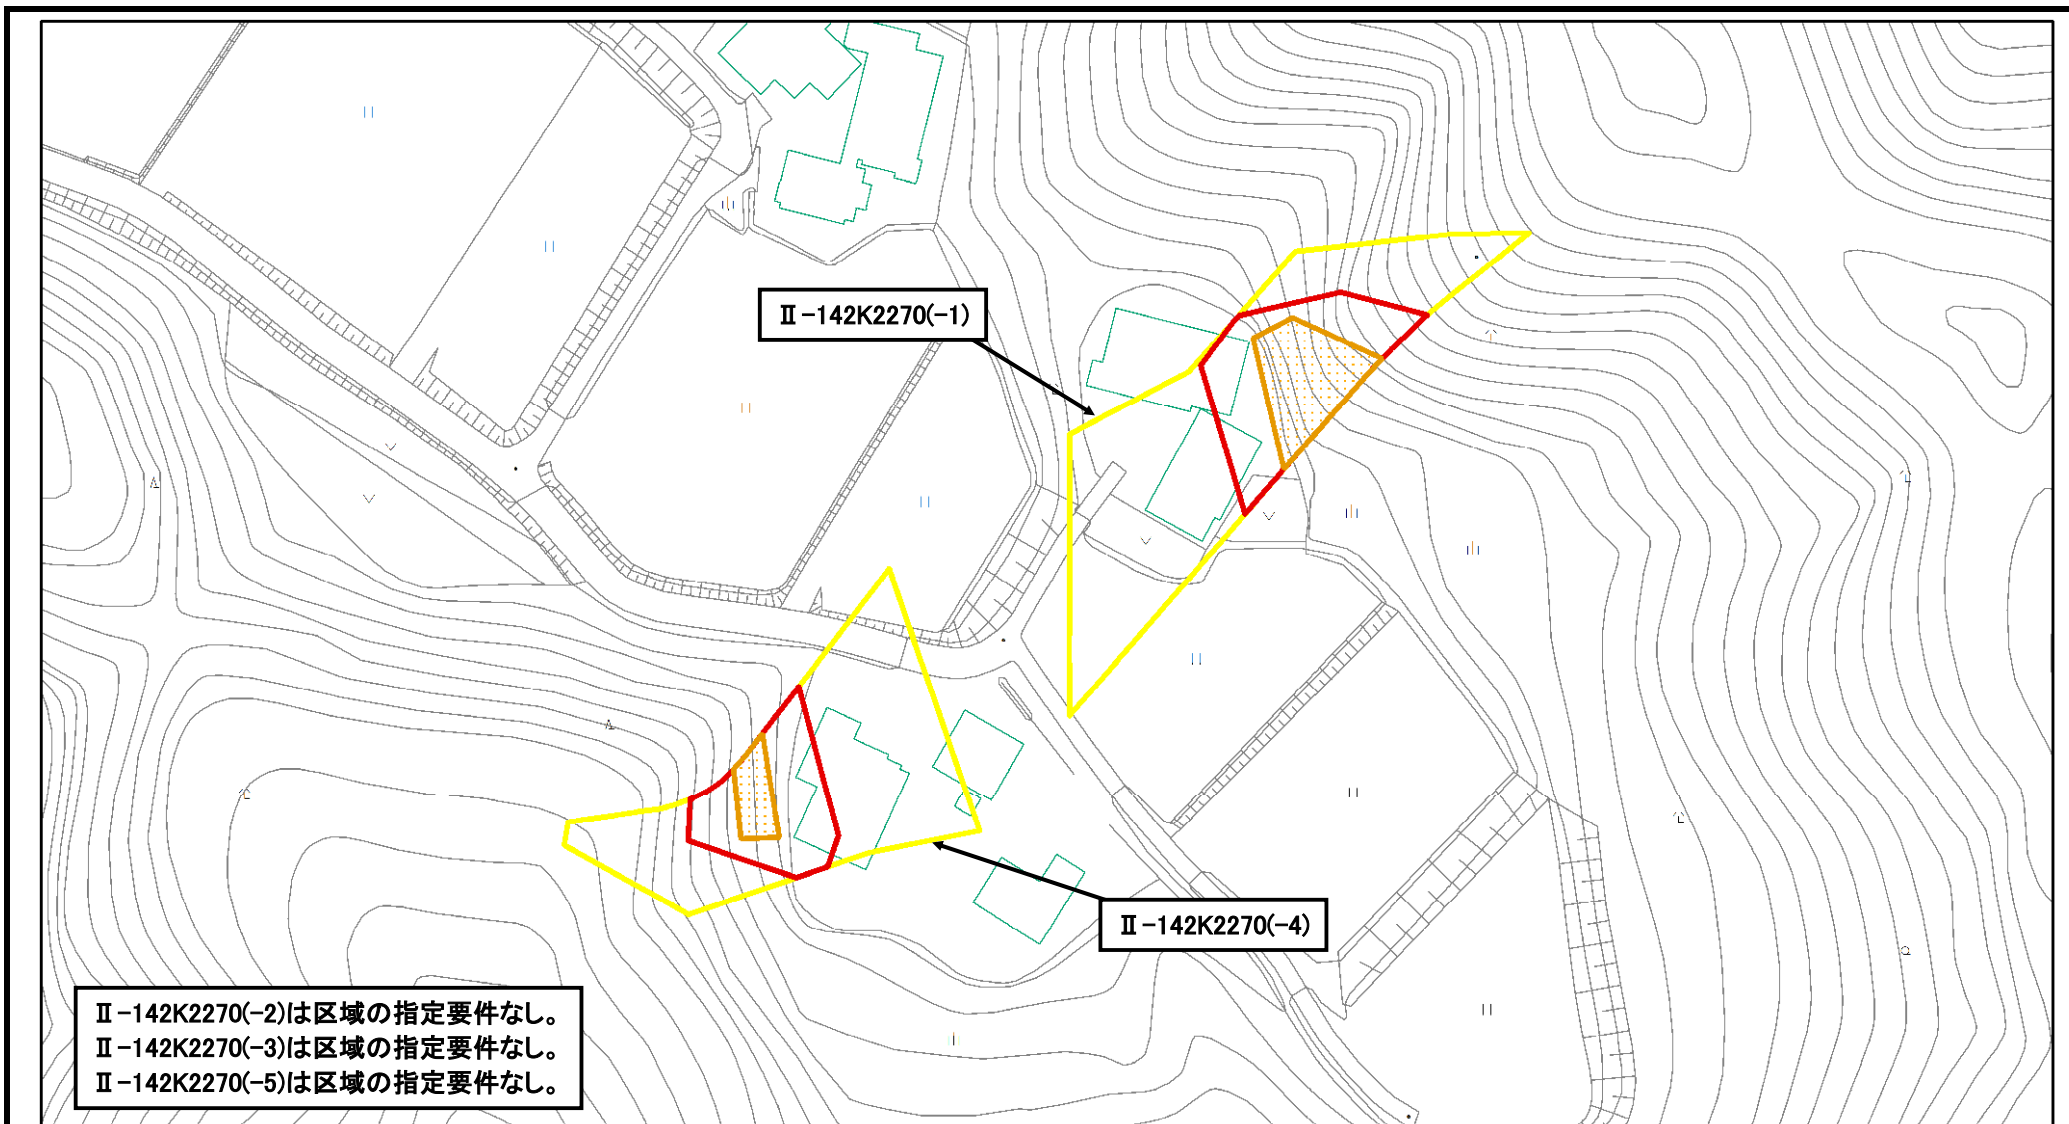 Ⅱ-142K2270(-1)
Ⅱ-142K2270(-4)
Ⅱ-142K2270(-2)は区域の指定要件なし。
Ⅱ-142K2270(-3)は区域の指定要件なし。
Ⅱ-142K2270(-5)は区域の指定要件なし。